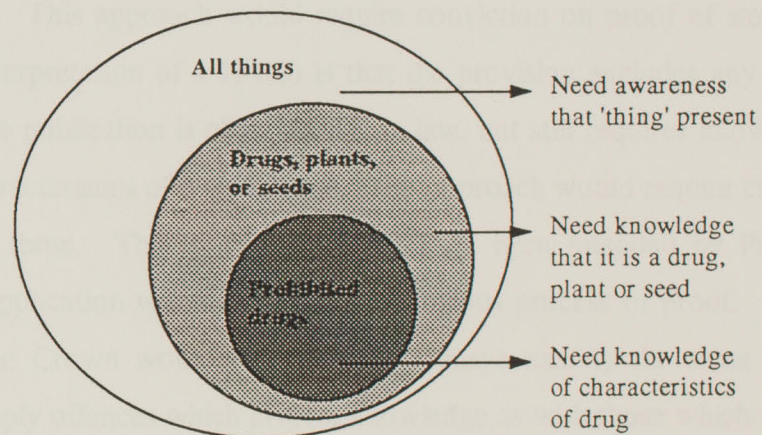 All things
Need awareness
that 'thing' present
Drugs, plants,
or seeds
Need knowledge
that it is a drug,
plant or seed
Prohibited
drugs
Need knowledge
of characteristics
of drug